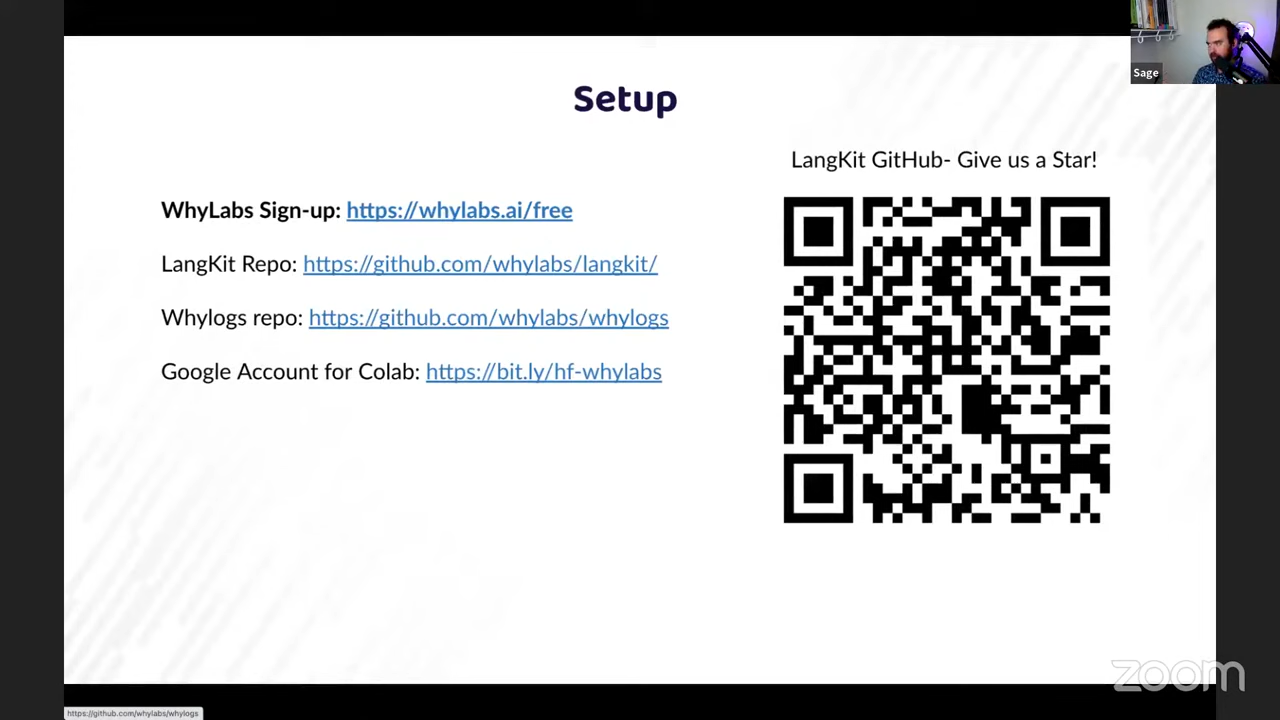 Sage
Setup
LangKit GitHub- Give us a Star!
WhyLabs Sign-up: https://whylabs.ai/free
LangKit Repo: https://github.com/whylabs/langkit/
Whylogs repo: https://github.com/whylabs/whylogs
Google Account for Colab: https://bit.ly/hf-whylabs
zoom
https://github.com/whylabs/whylogs